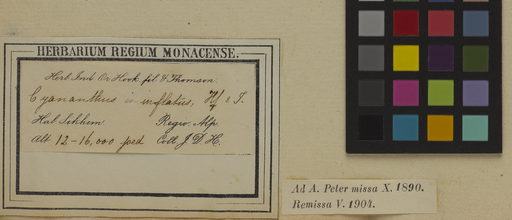 HERBARIUM REGIUM MONACENSE.
Herb. Ind. Or. Hook. fil. & Thomson.
Cyananthus inflatus, Hf & T.
Hab. Sikkim Regio. Alp.
Alt. 12-16,000 ped Coll. J. D. H.
Ad A. Peter missa X. 1890.
Remissa V. 1904.